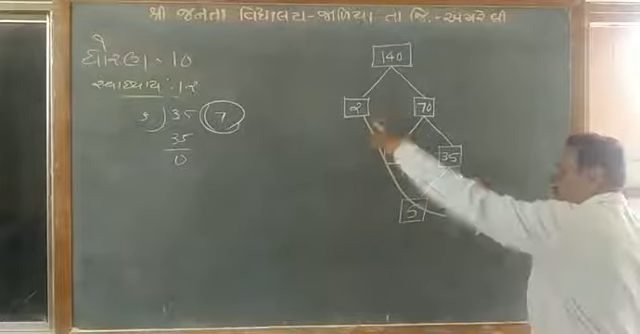 શ્રી જનતા વિદ્યાલય-જાળિયા તા જિ.-અમરેલી
ધોરણ - 10
સ્વાધ્યાય : 1.2
140
5 ) 35 7
2 70
35
35
0
5